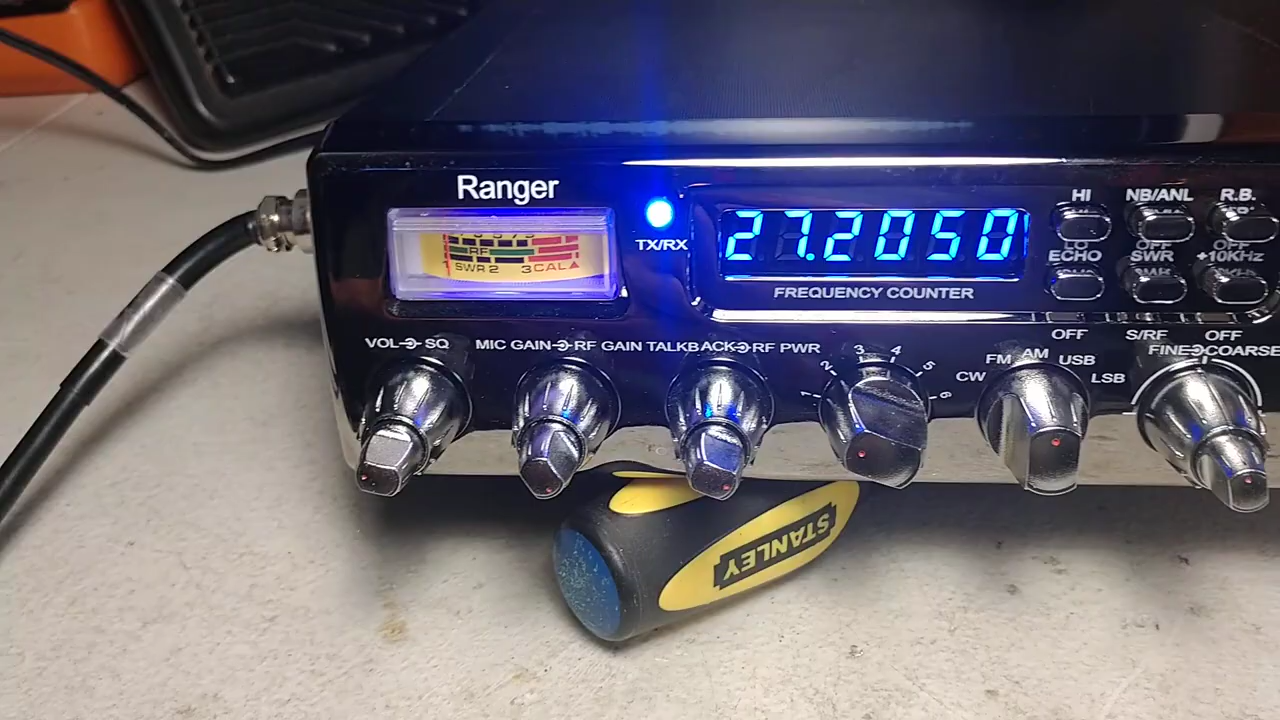 Ranger
TX/RX
27.2050
FREQUENCY COUNTER
HI NB/ANL R.B.
LO OFF OFF
ECHO SWR +10KHz
OFF S/RF OFF
RF
SWR 2 3 CAL
VOL SQ MIC GAIN RF GAIN TALKBACK RF PWR
1 2 3 4 5 6
CW FM AM USB LSB
FINE COARSE
STANLEY